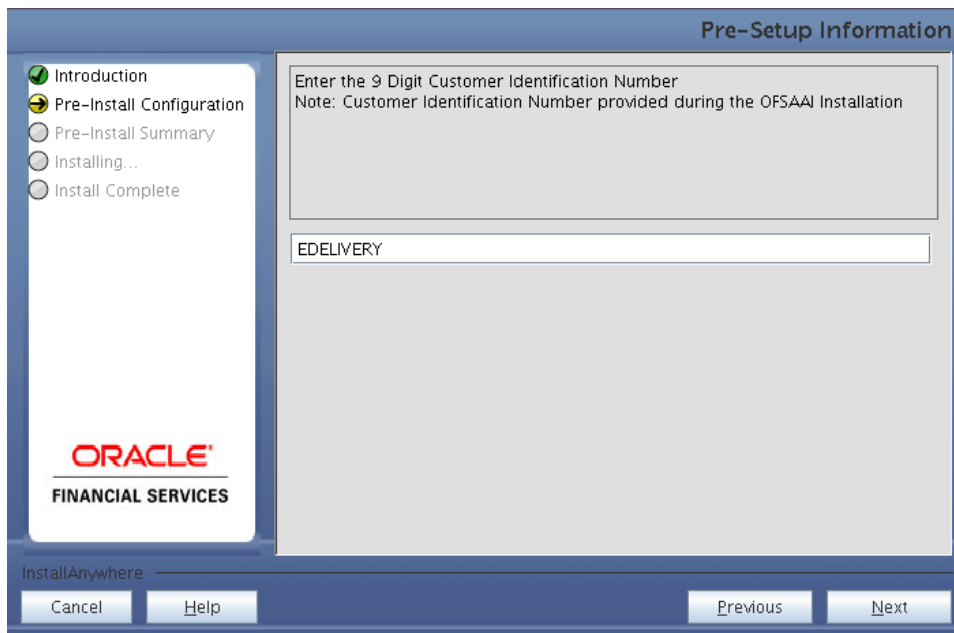 Pre-Setup Information
Introduction
Pre-Install Configuration
Pre-Install Summary
Installing...
Install Complete
Enter the 9 Digit Customer Identification Number
Note: Customer Identification Number provided during the OFSAAI Installation
EDELIVERY
ORACLE
FINANCIAL SERVICES
InstallAnywhere
Cancel Help Previous Next